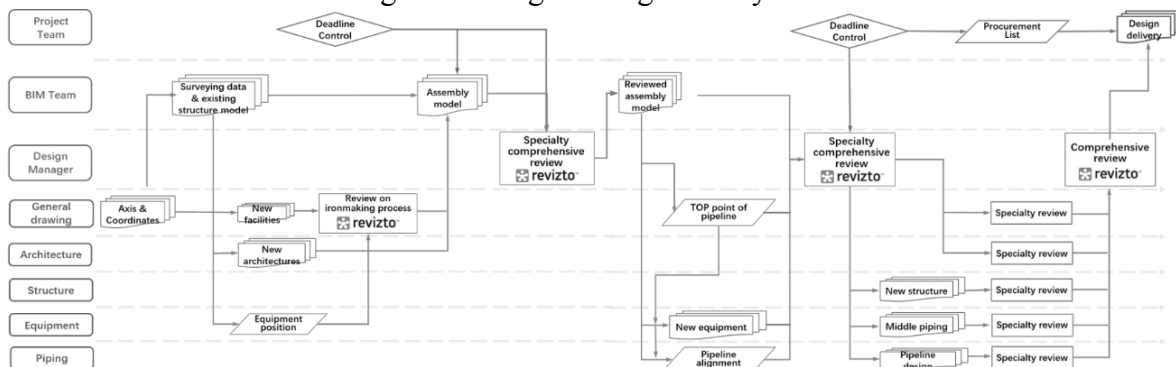 Project
Team
Deadline
Control
Deadline
Control
Procurement
List
Design
delivery
BIM Team
Surveying data
& existing
structure model
Assembly
model
Reviewed
assembly
model
Design
Manager
Specialty
comprehensive
review
revizto
Specialty
comprehensive
review
revizto
Comprehensive
review
revizto
General
drawing
Axis &
Coordinates
New
facilities
Review on
ironmaking process
revizto
TOP point of
pipeline
Specialty review
Architecture
New
architectures
Specialty review
Structure
New structure
Specialty review
Equipment
Equipment
position
New equipment
Middle piping
Specialty review
Piping
Pipeline
alignment
Pipeline
design
Specialty review